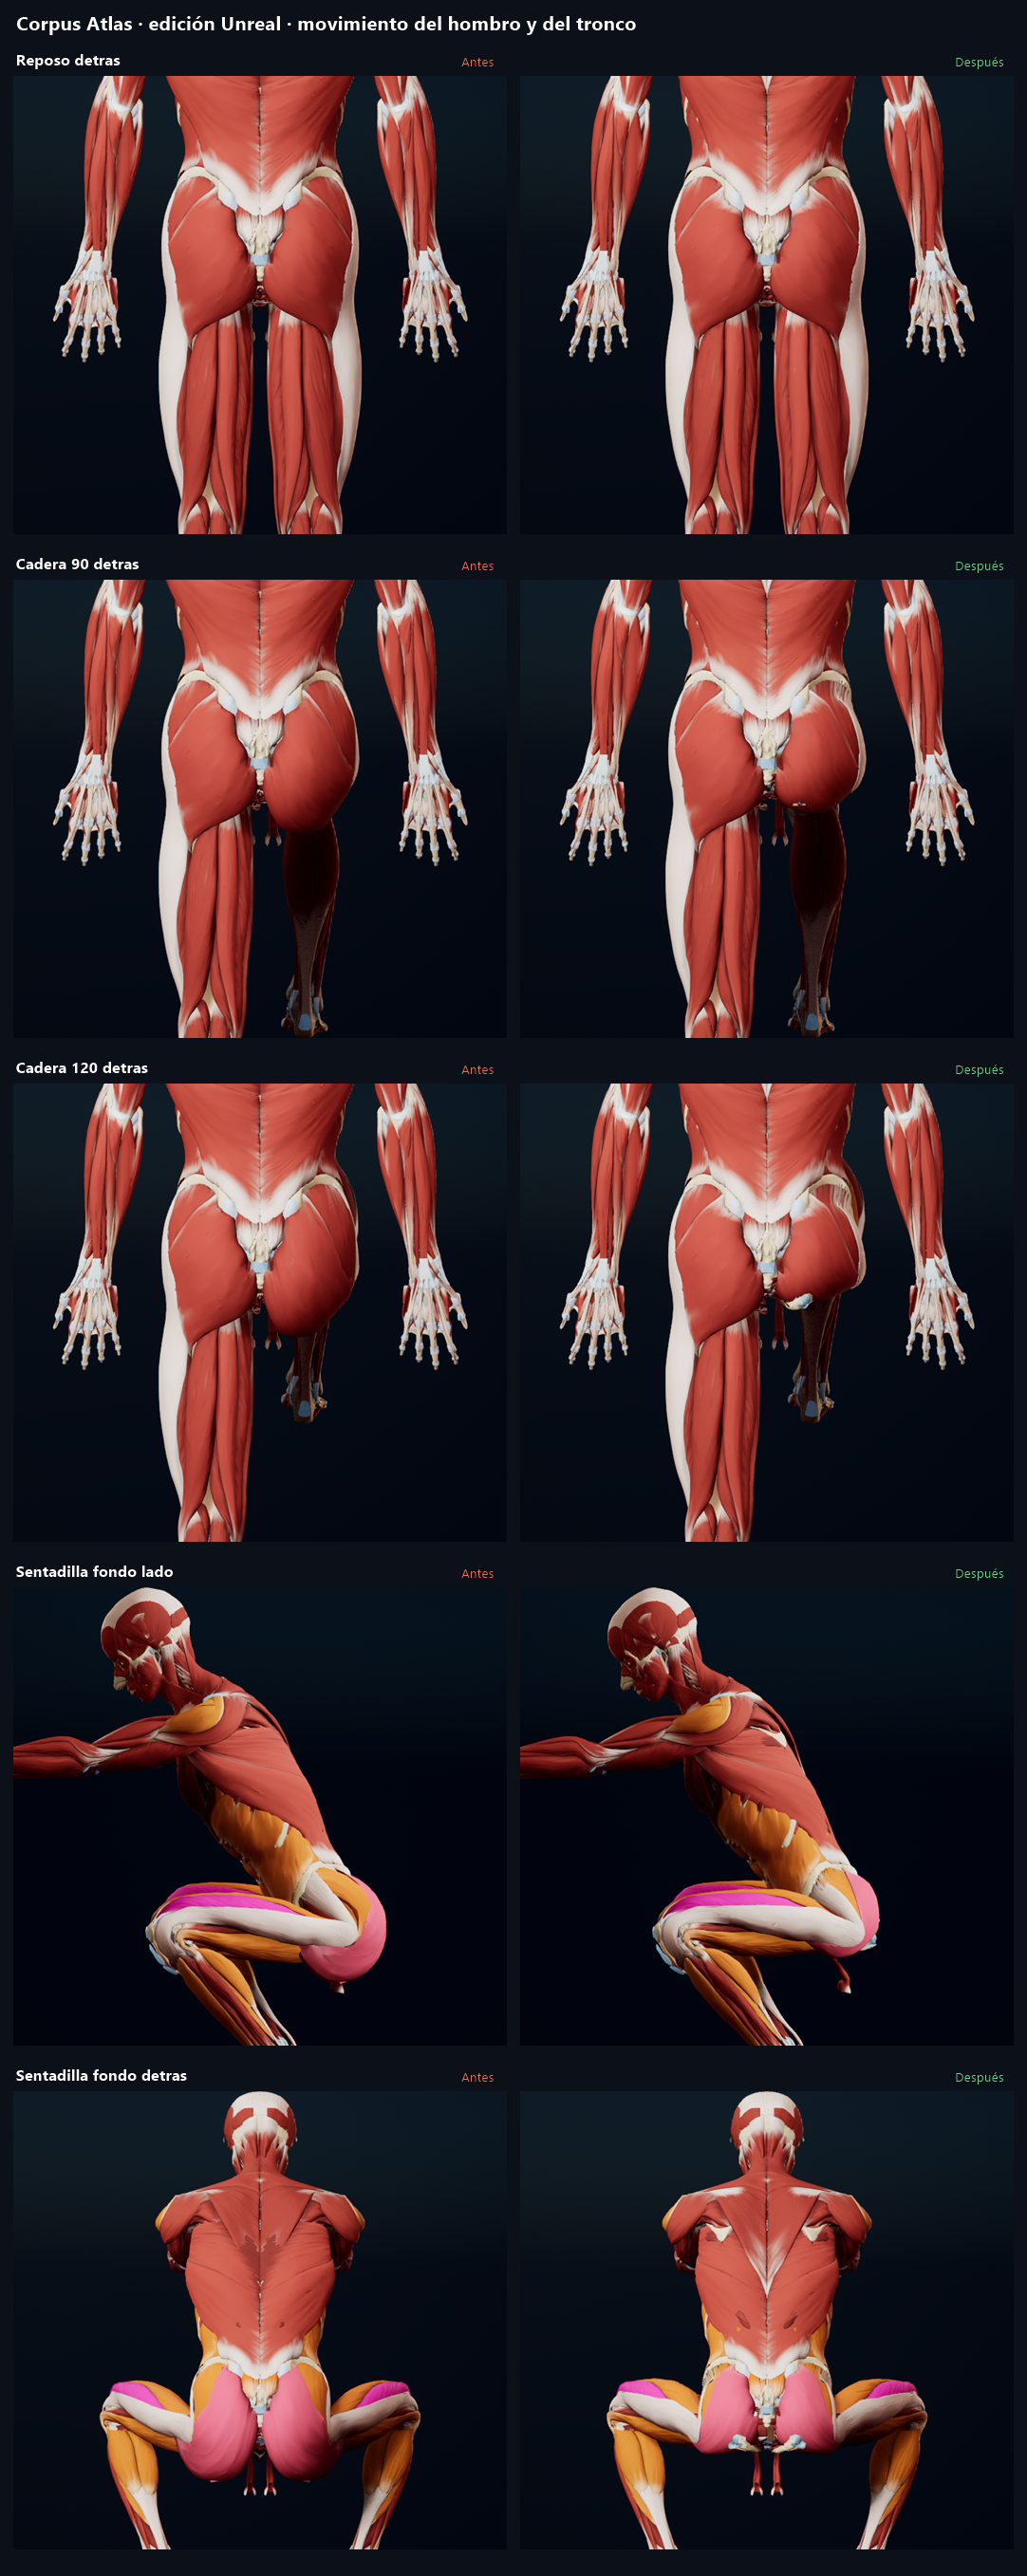 Corpus Atlas · edición Unreal · movimiento del hombro y del tronco
Reposo detras
Antes
Después
Cadera 90 detras
Antes
Después
Cadera 120 detras
Antes
Después
Sentadilla fondo lado
Antes
Después
Sentadilla fondo detras
Antes
Después